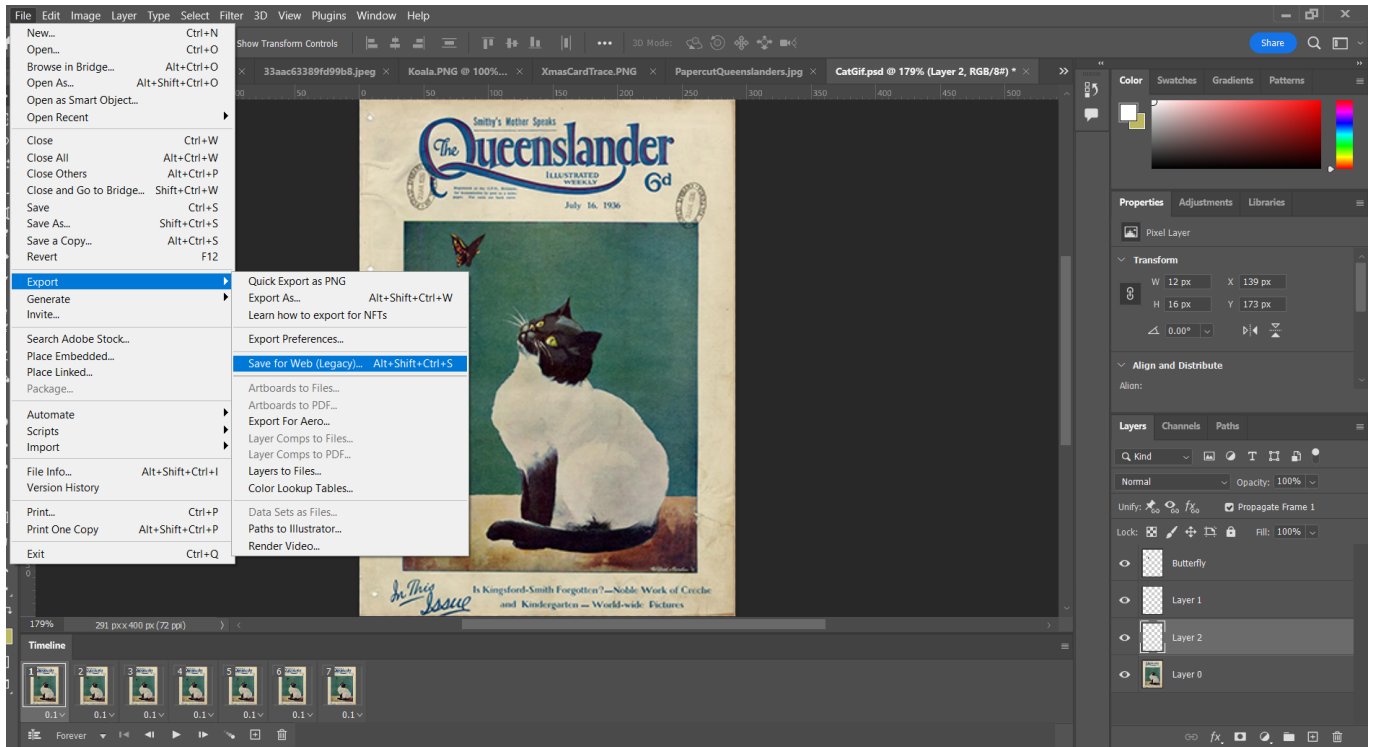 File Edit Image Layer Type Select Filter 3D View Plugins Window Help
New... Ctrl+N
Open... Ctrl+O
Browse in Bridge... Alt+Ctrl+O
Open As... Alt+Shift+Ctrl+O
Open as Smart Object...
Open Recent
Close Ctrl+W
Close All Alt+Ctrl+W
Close Others Alt+Ctrl+P
Close and Go to Bridge... Shift+Ctrl+W
Save Ctrl+S
Save As... Shift+Ctrl+S
Save a Copy... Alt+Ctrl+S
Revert F12
Export
Generate
Invite...
Search Adobe Stock...
Place Embedded...
Place Linked...
Package...
Automate
Scripts
Import
File Info... Alt+Shift+Ctrl+I
Version History
Print... Ctrl+P
Print One Copy Alt+Shift+Ctrl+P
Exit Ctrl+Q
Quick Export as PNG
Export As... Alt+Shift+Ctrl+W
Learn how to export for NFTs
Export Preferences...
Save for Web (Legacy)... Alt+Shift+Ctrl+S
Artboards to Files...
Artboards to PDF...
Export For Aero...
Layer Comps to Files...
Layer Comps to PDF...
Layers to Files...
Color Lookup Tables...
Data Sets as Files...
Paths to Illustrator...
Render Video...
Show Transform Controls ••• 3D Mode: Share
33aac63389fd99b8.jpeg × Koala.PNG @ 100%... × XmasCardTrace.PNG × PapercutQueenslanders.jpg × CatGif.psd @ 179% (Layer 2, RGB/8#) * ×
50 0 50 100 150 200 250 300 350 400 450 500
Smithy's Mother Speaks
The Queenslander
ILLUSTRATED
WEEKLY
6d
July 16, 1936
In This
Issue
Is Kingsford-Smith Forgotten?—Noble Work of Creche
and Kindergarten — World-wide Pictures
179% 291 px x 400 px (72 ppi)
Timeline
1 2 3 4 5 6 7
0.1 0.1 0.1 0.1 0.1 0.1 0.1
Forever
Color Swatches Gradients Patterns
Properties Adjustments Libraries
Pixel Layer
Transform
W 12 px X 139 px
H 16 px Y 173 px
0.00°
Align and Distribute
Align:
Layers Channels Paths
Kind
Normal Opacity: 100%
Unify: Propagate Frame 1
Lock: Fill: 100%
Butterfly
Layer 1
Layer 2
Layer 0
fx